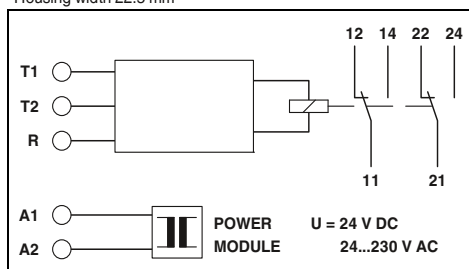 Housing width 22.5 mm
12 14 22 24
T1
T2
R
11 21
A1
A2
POWER U = 24 V DC
MODULE 24...230 V AC